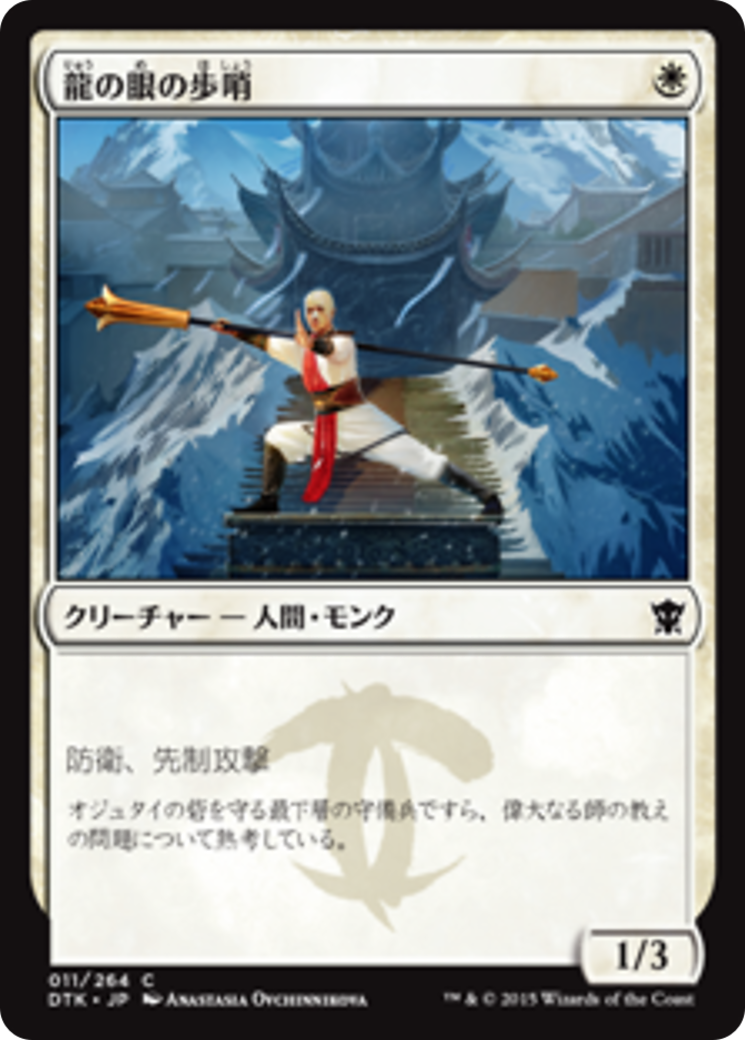 龍の眼の歩哨
クリーチャー — 人間・モンク
防衛、先制攻撃
オジュタイの砦を守る最下層の守備兵ですら、偉大なる師の教え
の問題について熟考している。
1/3
011/264 C
DTK • JP Anastasia Ovchinnikova
™ & © 2015 Wizards of the Coast